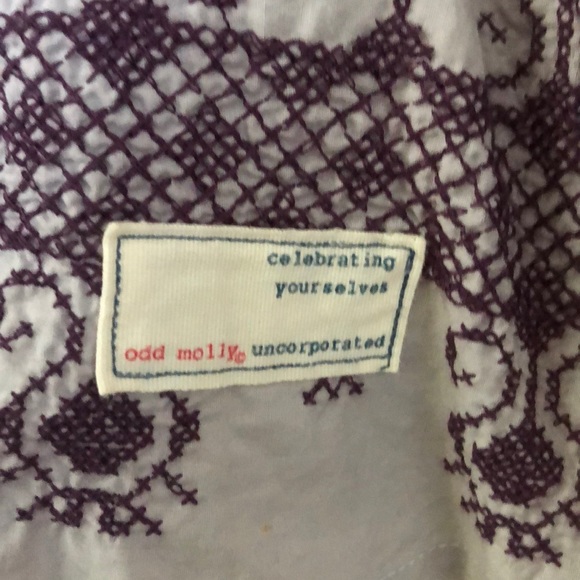 celebrating
yourselves
odd molly© uncorporated